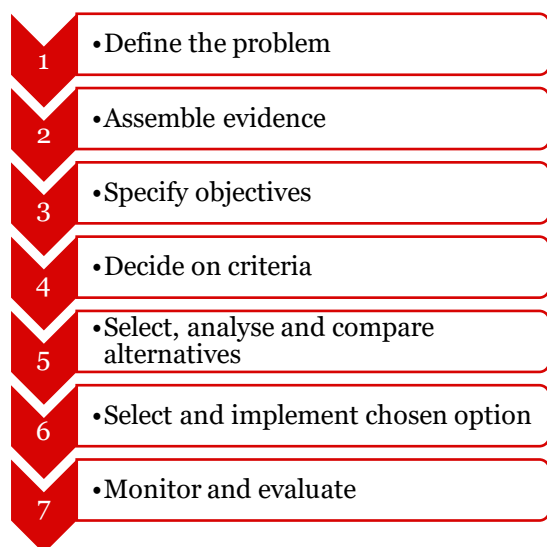 1
•Define the problem
2
•Assemble evidence
3
•Specify objectives
4
•Decide on criteria
5
•Select, analyse and compare
alternatives
6
•Select and implement chosen option
7
•Monitor and evaluate